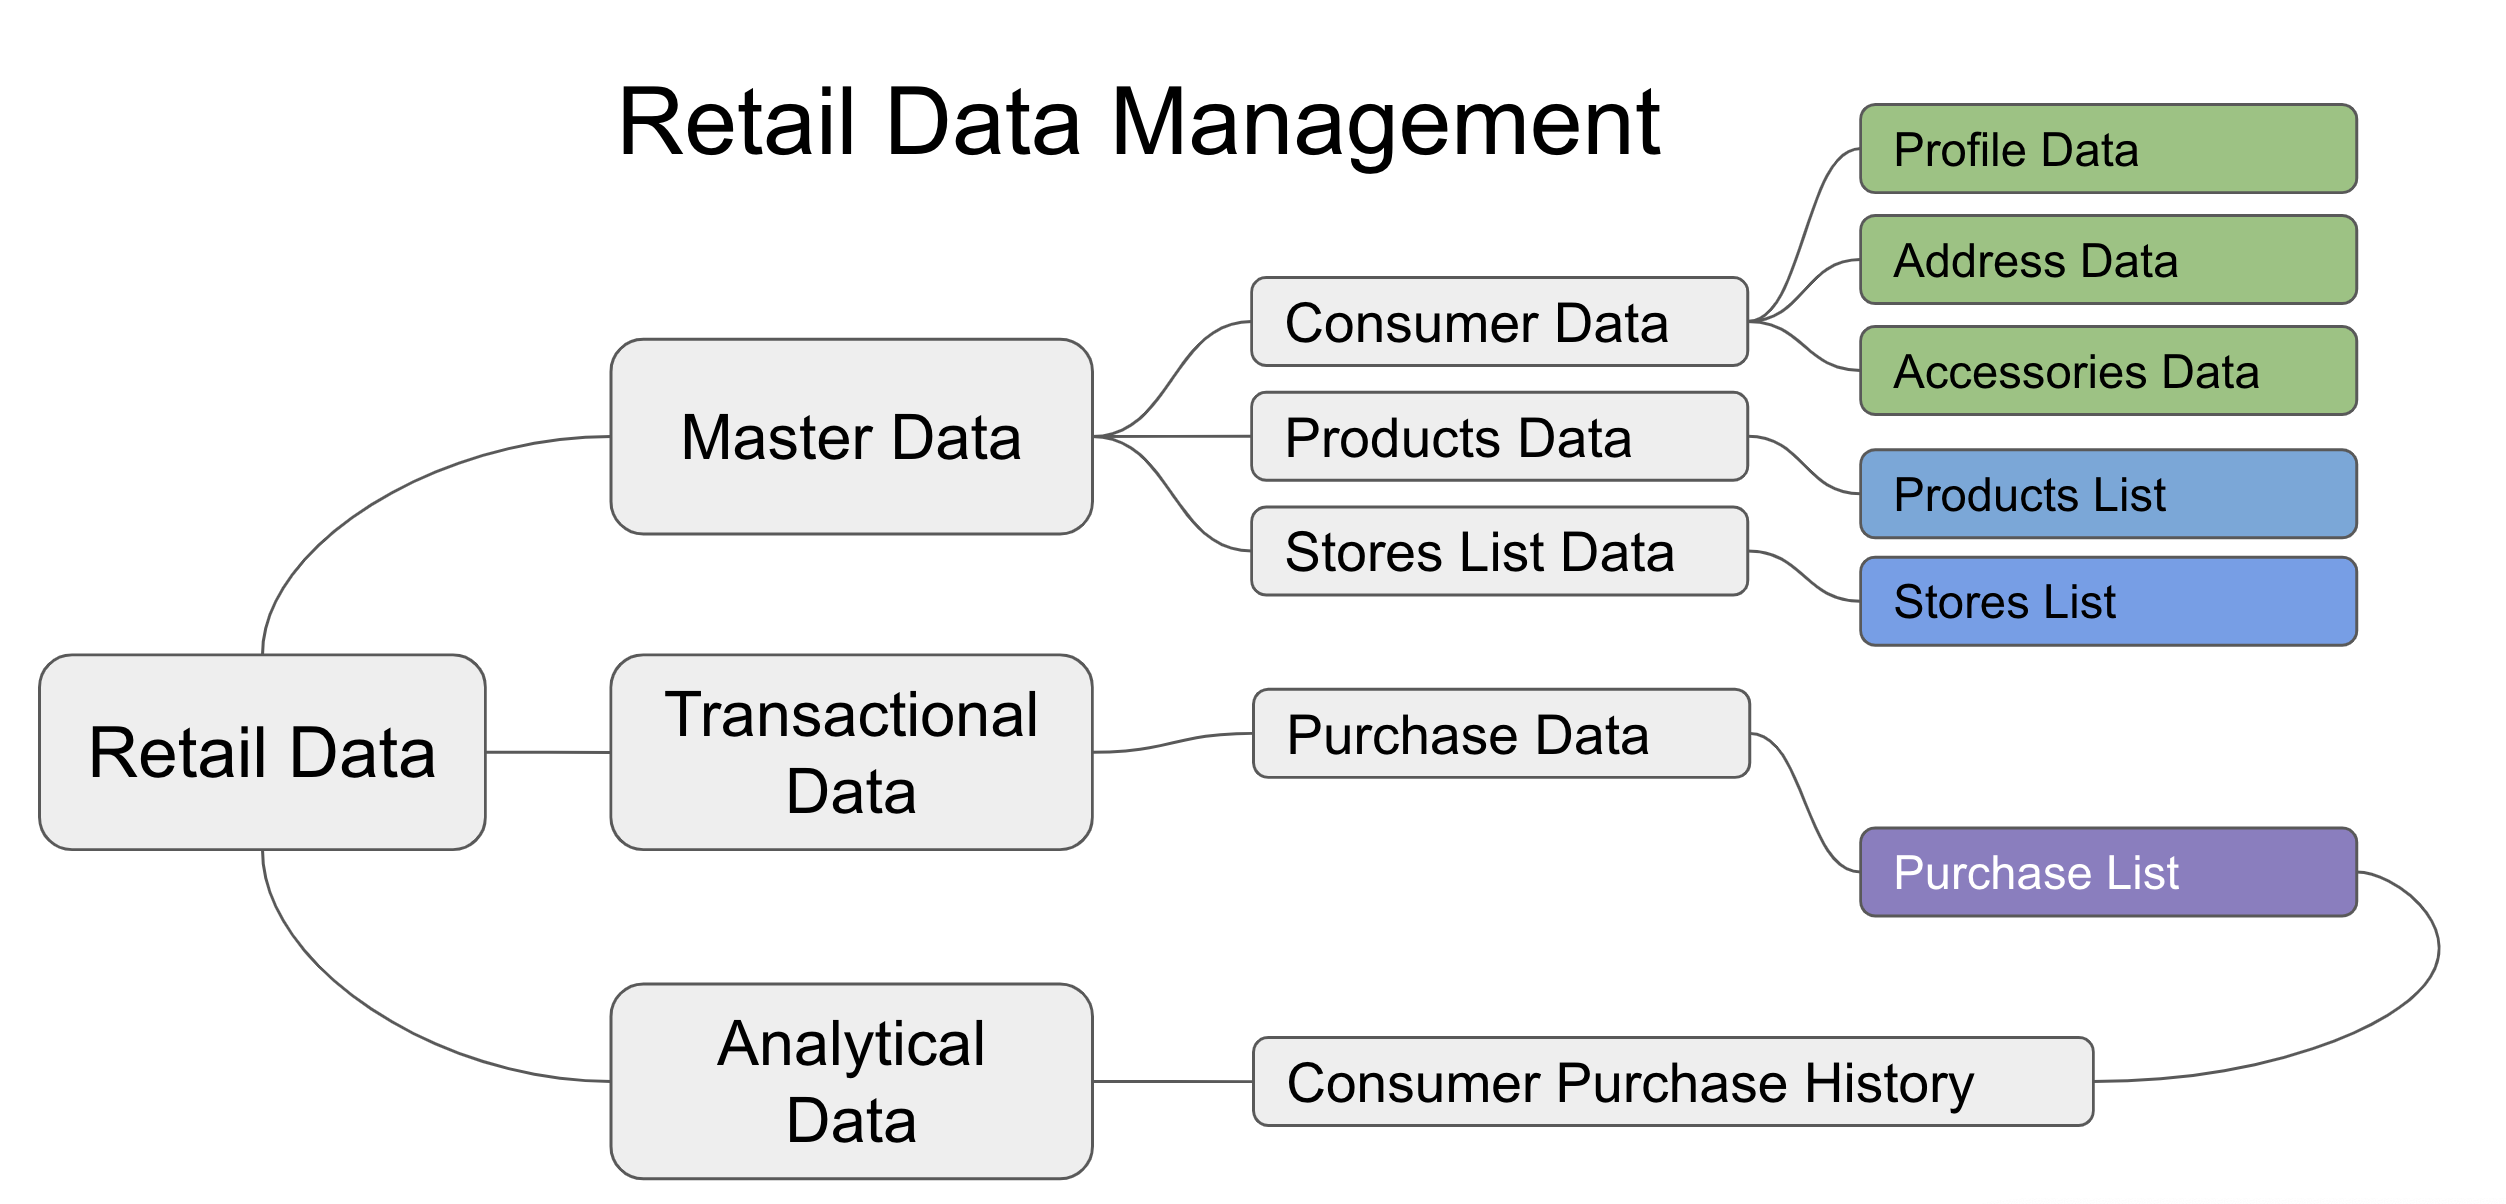 Retail Data Management
Profile Data
Address Data
Consumer Data
Accessories Data
Master Data
Products Data
Products List
Stores List Data
Stores List
Retail Data
Transactional
Data
Purchase Data
Purchase List
Analytical
Data
Consumer Purchase History